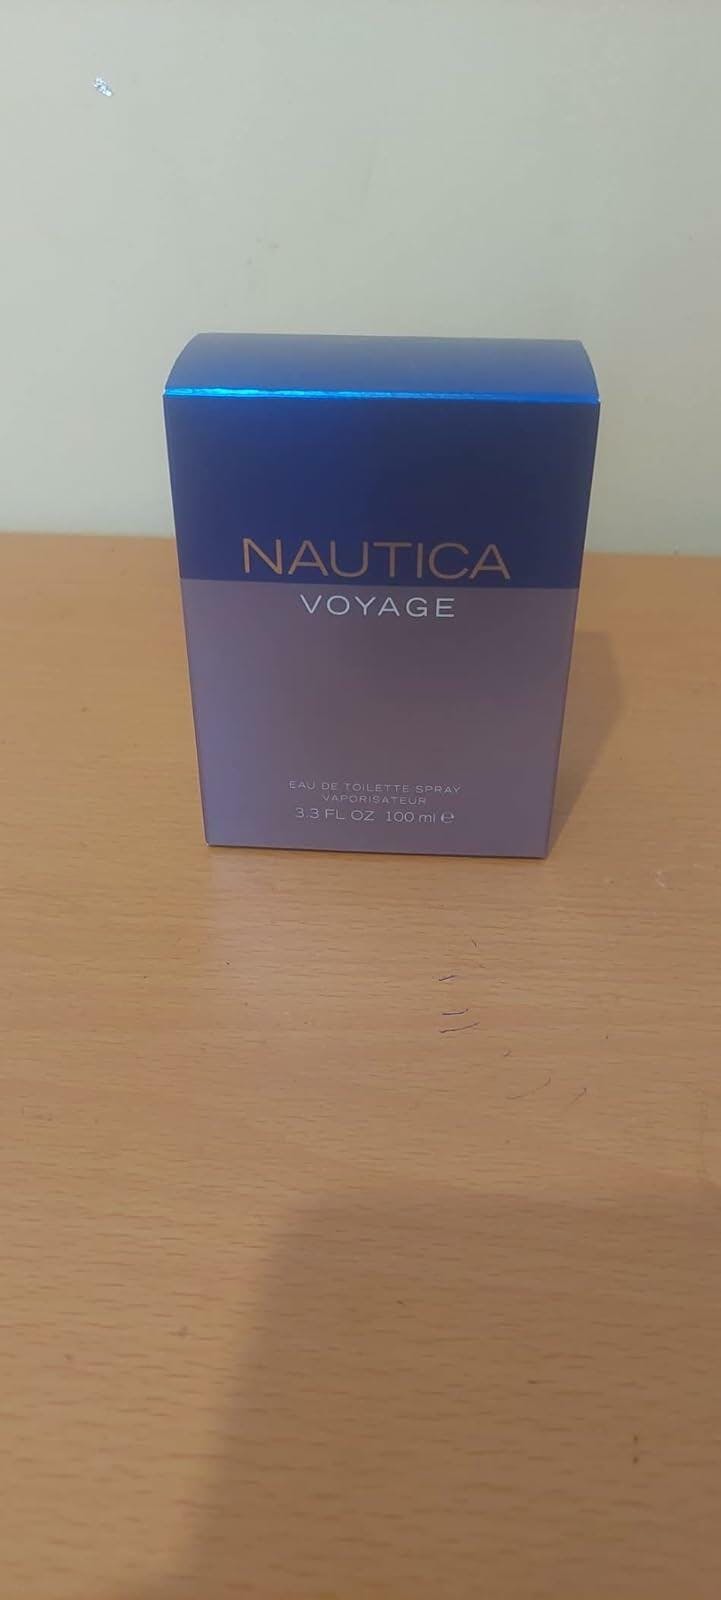 NAUTICA
VOYAGE
EAU DE TOILETTE SPRAY
VAPORISATEUR
3.3 FL OZ 100 ml ℮